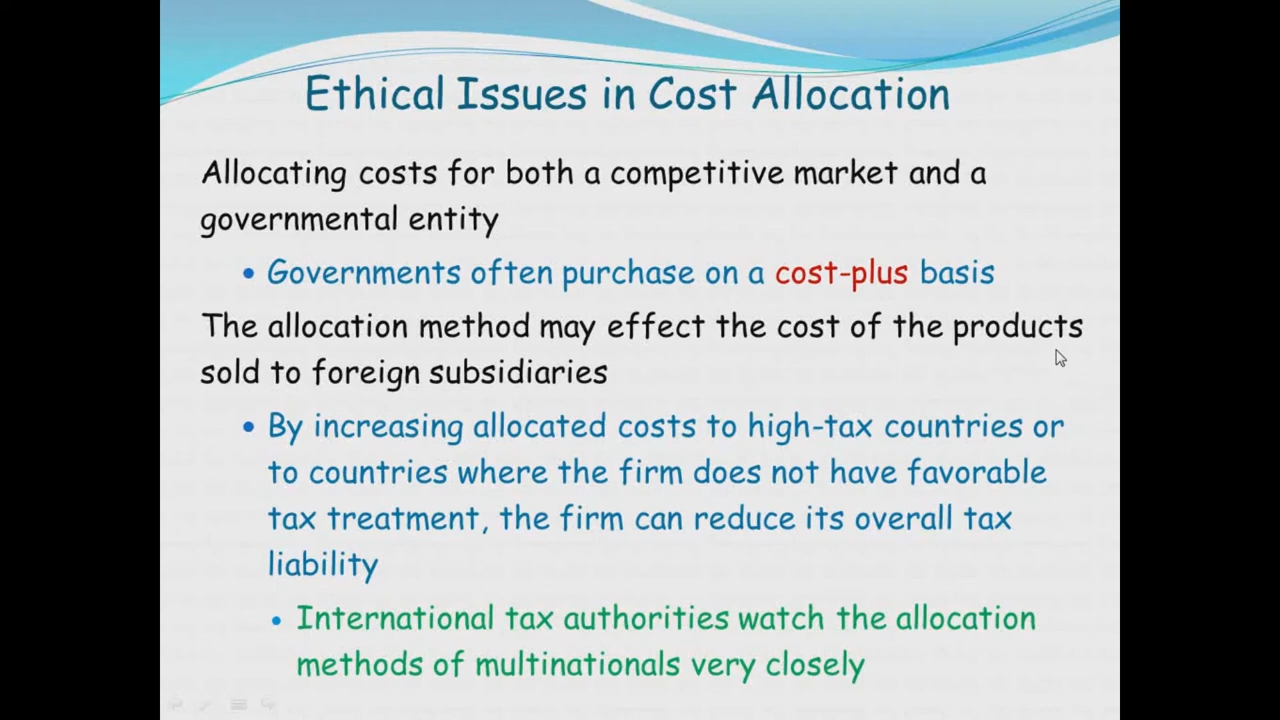 Ethical Issues in Cost Allocation
Allocating costs for both a competitive market and a
governmental entity
• Governments often purchase on a cost-plus basis
The allocation method may effect the cost of the products
sold to foreign subsidiaries
• By increasing allocated costs to high-tax countries or
to countries where the firm does not have favorable
tax treatment, the firm can reduce its overall tax
liability
• International tax authorities watch the allocation
methods of multinationals very closely